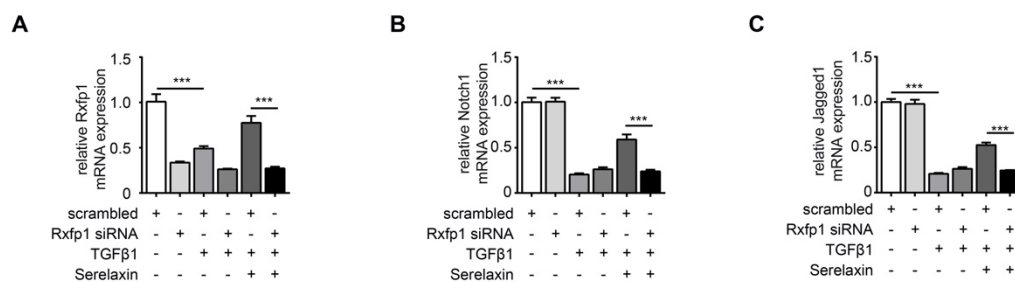 A
relative Rxfp1
mRNA expression
1.5
1.0
0.5
0
***
***
scrambled + - + - + -
Rxfp1 siRNA - + - + - +
TGFβ1 - - + + + +
Serelaxin - - - - + +
B
relative Notch1
mRNA expression
1.5
1.0
0.5
0
***
***
scrambled + - + - + -
Rxfp1 siRNA - + - + - +
TGFβ1 - - + + + +
Serelaxin - - - - + +
C
relative Jagged1
mRNA expression
1.5
1.0
0.5
0
***
***
scrambled + - + - + -
Rxfp1 siRNA - + - + - +
TGFβ1 - - + + + +
Serelaxin - - - - + +